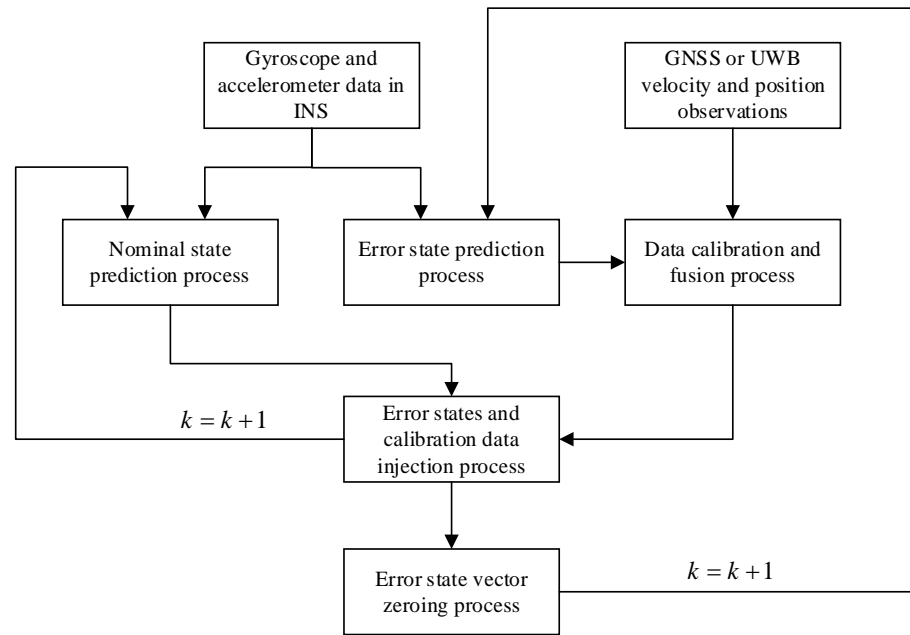 Gyroscope and
accelerometer data in
INS
GNSS or UWB
velocity and position
observations
Nominal state
prediction process
Error state prediction
process
Data calibration and
fusion process
k = k + 1
Error states and
calibration data
injection process
Error state vector
zeroing process
k = k + 1